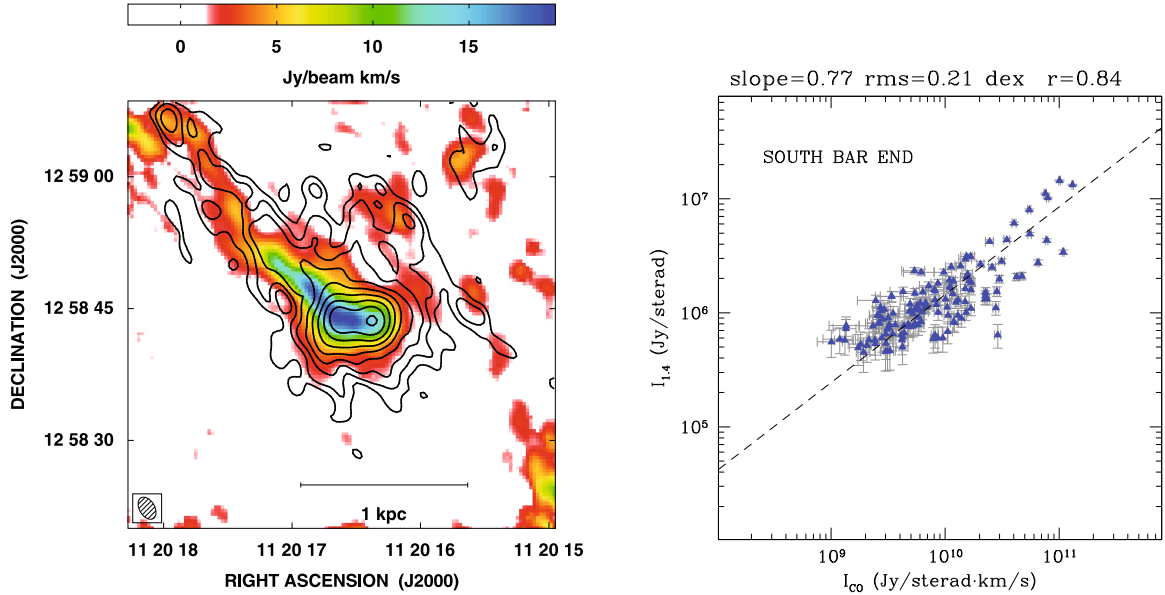 0 5 10 15
Jy/beam km/s
12 59 00
12 58 45
12 58 30
DECLINATION (J2000)
1 kpc
11 20 18 11 20 17 11 20 16 11 20 15
RIGHT ASCENSION (J2000)
slope=0.77 rms=0.21 dex r=0.84
SOUTH BAR END
10⁷
10⁶
10⁵
I₁.₄ (Jy/sterad)
10⁹ 10¹⁰ 10¹¹
I_CO (Jy/sterad·km/s)